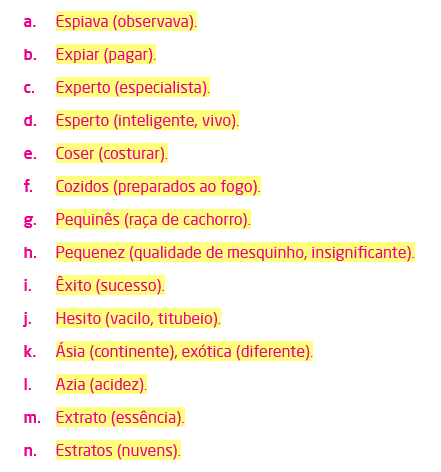 a. Espiava (observava).
b. Expiar (pagar).
c. Experto (especialista).
d. Esperto (inteligente, vivo).
e. Coser (costurar).
f. Cozidos (preparados ao fogo).
g. Pequinês (raça de cachorro).
h. Pequenez (qualidade de mesquinho, insignificante).
i. Êxito (sucesso).
j. Hesito (vacilo, titubeio).
k. Ásia (continente), exótica (diferente).
l. Azia (acidez).
m. Extrato (essência).
n. Estratos (nuvens).